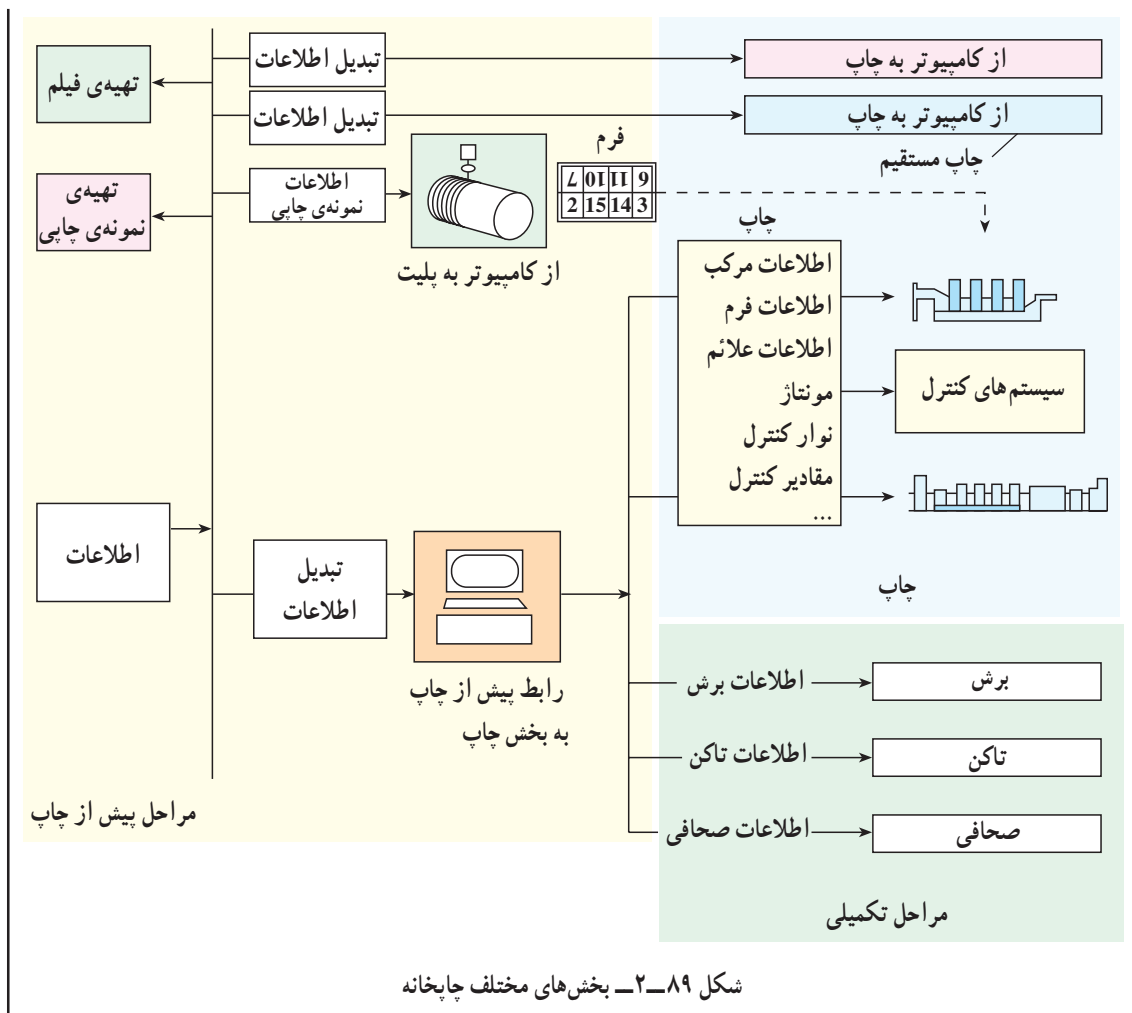 تبدیل اطلاعات
از کامپیوتر به چاپ
تهیه‌ی فیلم
تبدیل اطلاعات
از کامپیوتر به چاپ
چاپ مستقیم
فرم
7 10 11 6
2 15 14 3
اطلاعات
نمونه‌ی چاپی
تهیه‌ی
نمونه‌ی چاپی
از کامپیوتر به پلیت
چاپ
اطلاعات مرکب
اطلاعات فرم
اطلاعات علائم
مونتاژ
نوار کنترل
مقادیر کنترل
...
سیستم‌های کنترل
چاپ
اطلاعات
تبدیل
اطلاعات
رابط پیش از چاپ
به بخش چاپ
مراحل پیش از چاپ
اطلاعات برش
برش
اطلاعات تاکن
تاکن
اطلاعات صحافی
صحافی
مراحل تکمیلی
شکل ۸۹ــ۲ــ بخش‌های مختلف چاپخانه